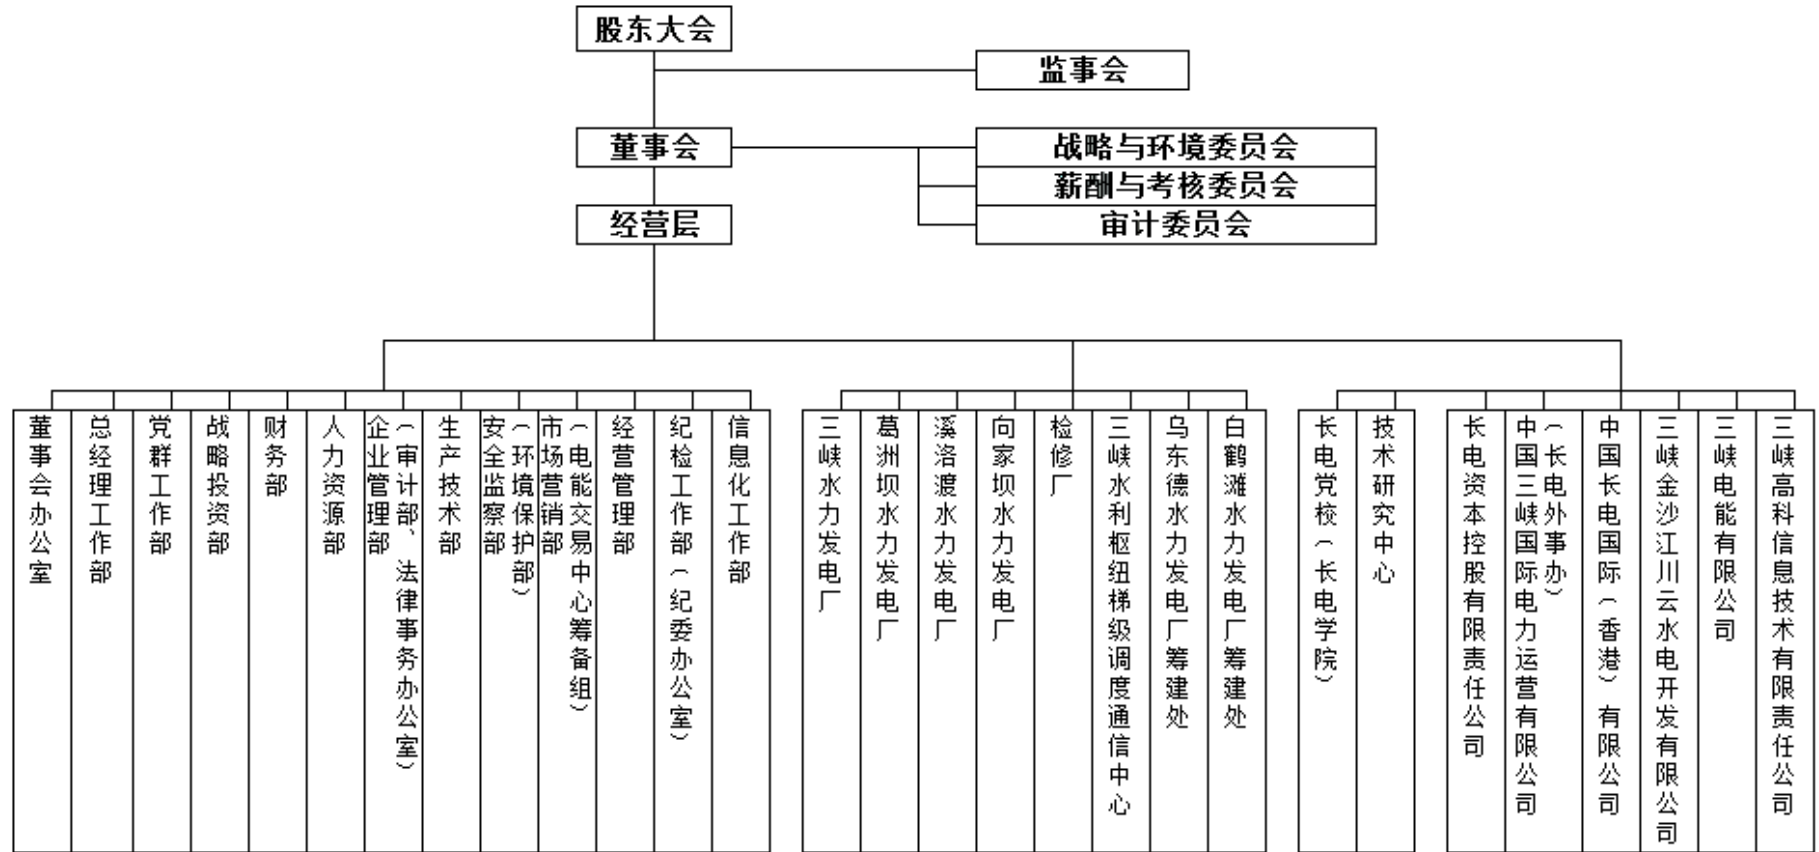 股东大会
监事会
董事会
战略与环境委员会
薪酬与考核委员会
经营层
审计委员会
董事会办公室
总经理工作部
党群工作部
战略投资部
财务部
人力资源部
企业管理部
（审计部、法律事务办公室）
生产技术部
安全监察部
（环境保护部）
市场营销部
（电能交易中心筹备组）
经营管理部
纪检工作部（纪委办公室）
信息化工作部
三峡水力发电厂
葛洲坝水力发电厂
溪洛渡水力发电厂
向家坝水力发电厂
检修厂
三峡水利枢纽梯级调度通信中心
乌东德水力发电厂筹建处
白鹤滩水力发电厂筹建处
长电党校（长电学院）
技术研究中心
长电资本控股有限责任公司
中国三峡国际电力运营有限公司
（长电外事办）
中国长电国际（香港）有限公司
三峡金沙江川云水电开发有限公司
三峡电能有限公司
三峡高科信息技术有限责任公司